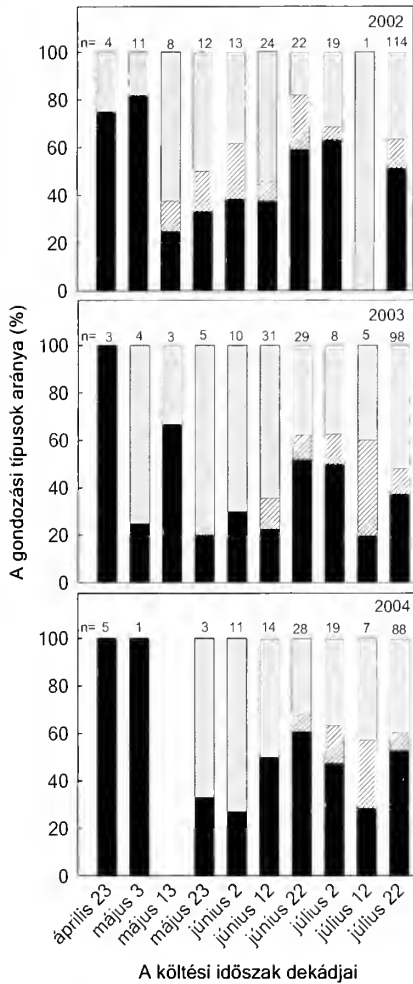 2002
n= 4 11 8 12 13 24 22 19 1 114
100
80
60
40
20
0
2003
n= 3 4 3 5 10 31 29 8 5 98
100
80
60
40
20
0
2004
n= 5 1 3 11 14 28 19 7 88
100
80
60
40
20
0
A gondozási típusok aránya (%)
április 23
május 3
május 13
május 23
június 2
június 12
június 22
július 2
július 12
július 22
A költési időszak dekádjai